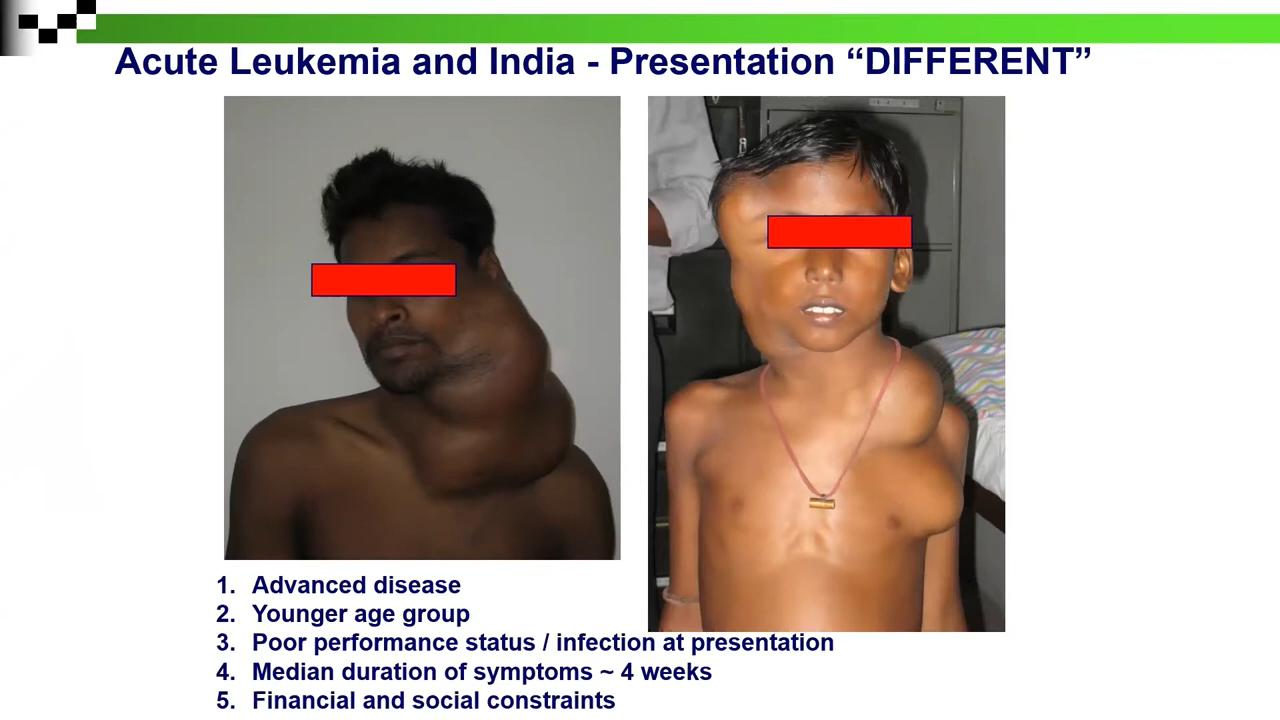 Acute Leukemia and India - Presentation “DIFFERENT”
1. Advanced disease
2. Younger age group
3. Poor performance status / infection at presentation
4. Median duration of symptoms ~ 4 weeks
5. Financial and social constraints